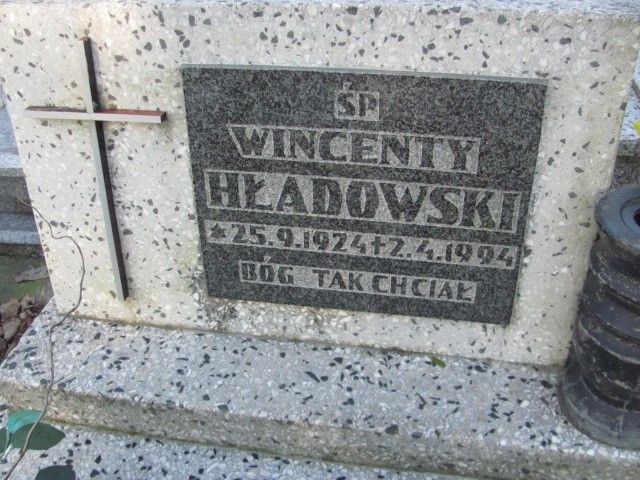 ŚP
WINCENTY
HŁADOWSKI
*25.9.1924†2.4.1994
BÓG TAK CHCIAŁ